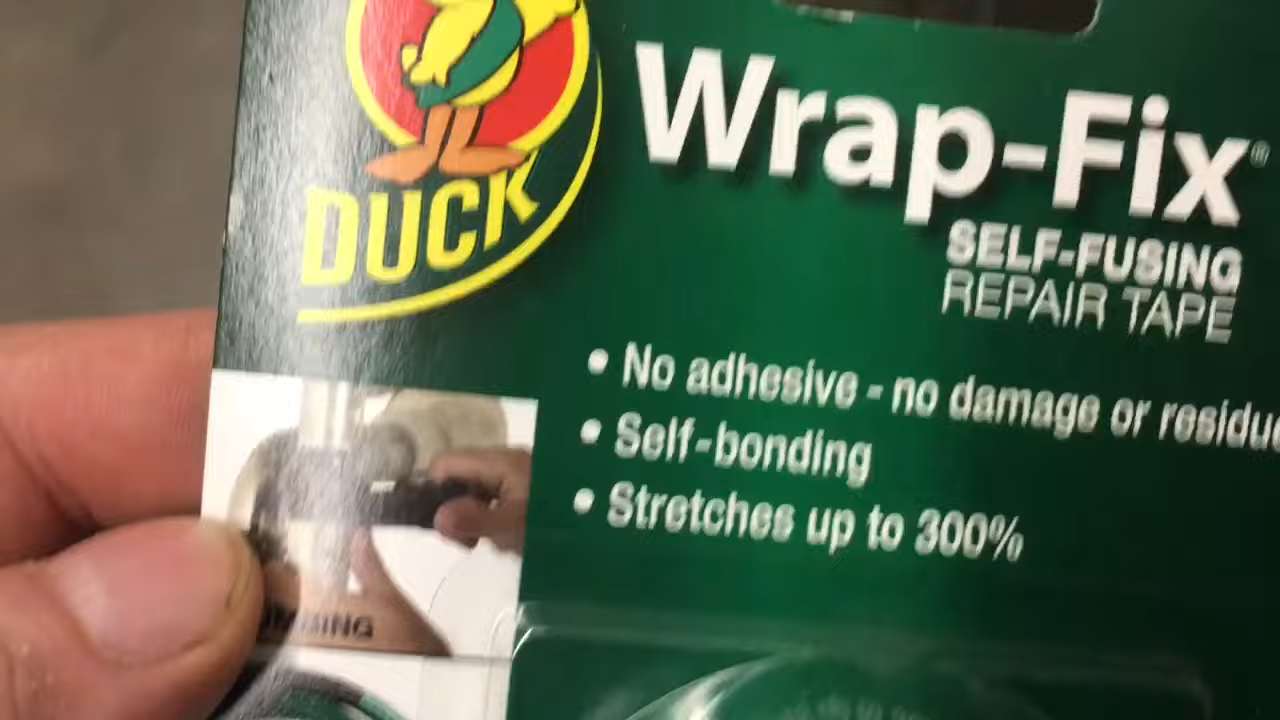 DUCK
Wrap-Fix®
SELF-FUSING
REPAIR TAPE
• No adhesive - no damage or residue
• Self-bonding
• Stretches up to 300%